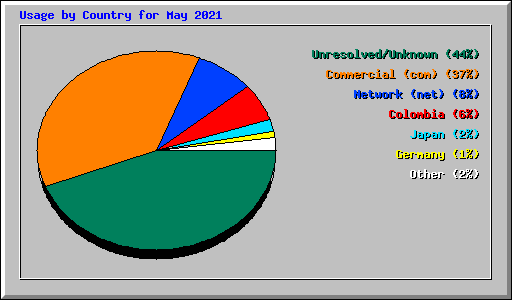 Usage by Country for May 2021
Unresolved/Unknown (44%)
Commercial (com) (37%)
Network (net) (8%)
Colombia (6%)
Japan (2%)
Germany (1%)
Other (2%)